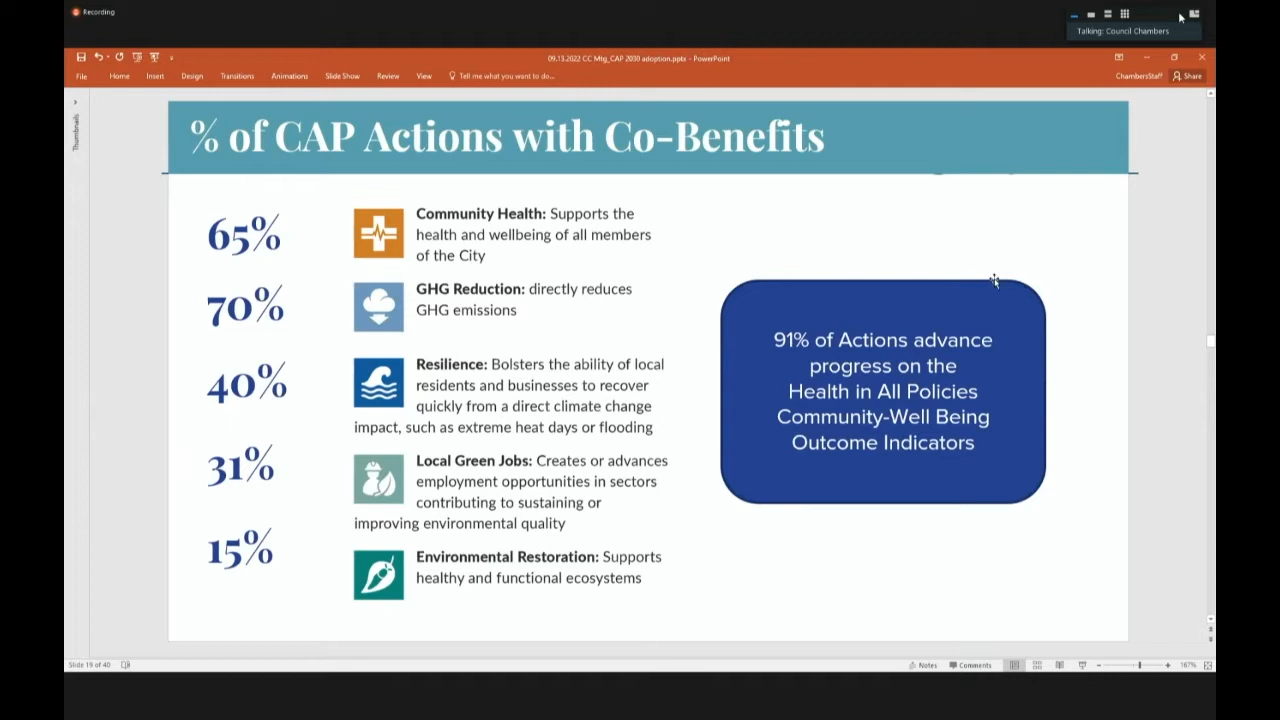 Recording
Talking: Council Chambers
09.13.2022 CC Mtg_CAP 2030 adoption.pptx - PowerPoint
File Home Insert Design Transitions Animations Slide Show Review View Tell me what you want to do...
ChambersStaff Share
Thumbnails
% of CAP Actions with Co-Benefits
65%
Community Health: Supports the
health and wellbeing of all members
of the City
70%
GHG Reduction: directly reduces
GHG emissions
40%
Resilience: Bolsters the ability of local
residents and businesses to recover
quickly from a direct climate change
impact, such as extreme heat days or flooding
31%
Local Green Jobs: Creates or advances
employment opportunities in sectors
contributing to sustaining or
improving environmental quality
15%
Environmental Restoration: Supports
healthy and functional ecosystems
91% of Actions advance
progress on the
Health in All Policies
Community-Well Being
Outcome Indicators
Slide 19 of 40
Notes Comments
167%